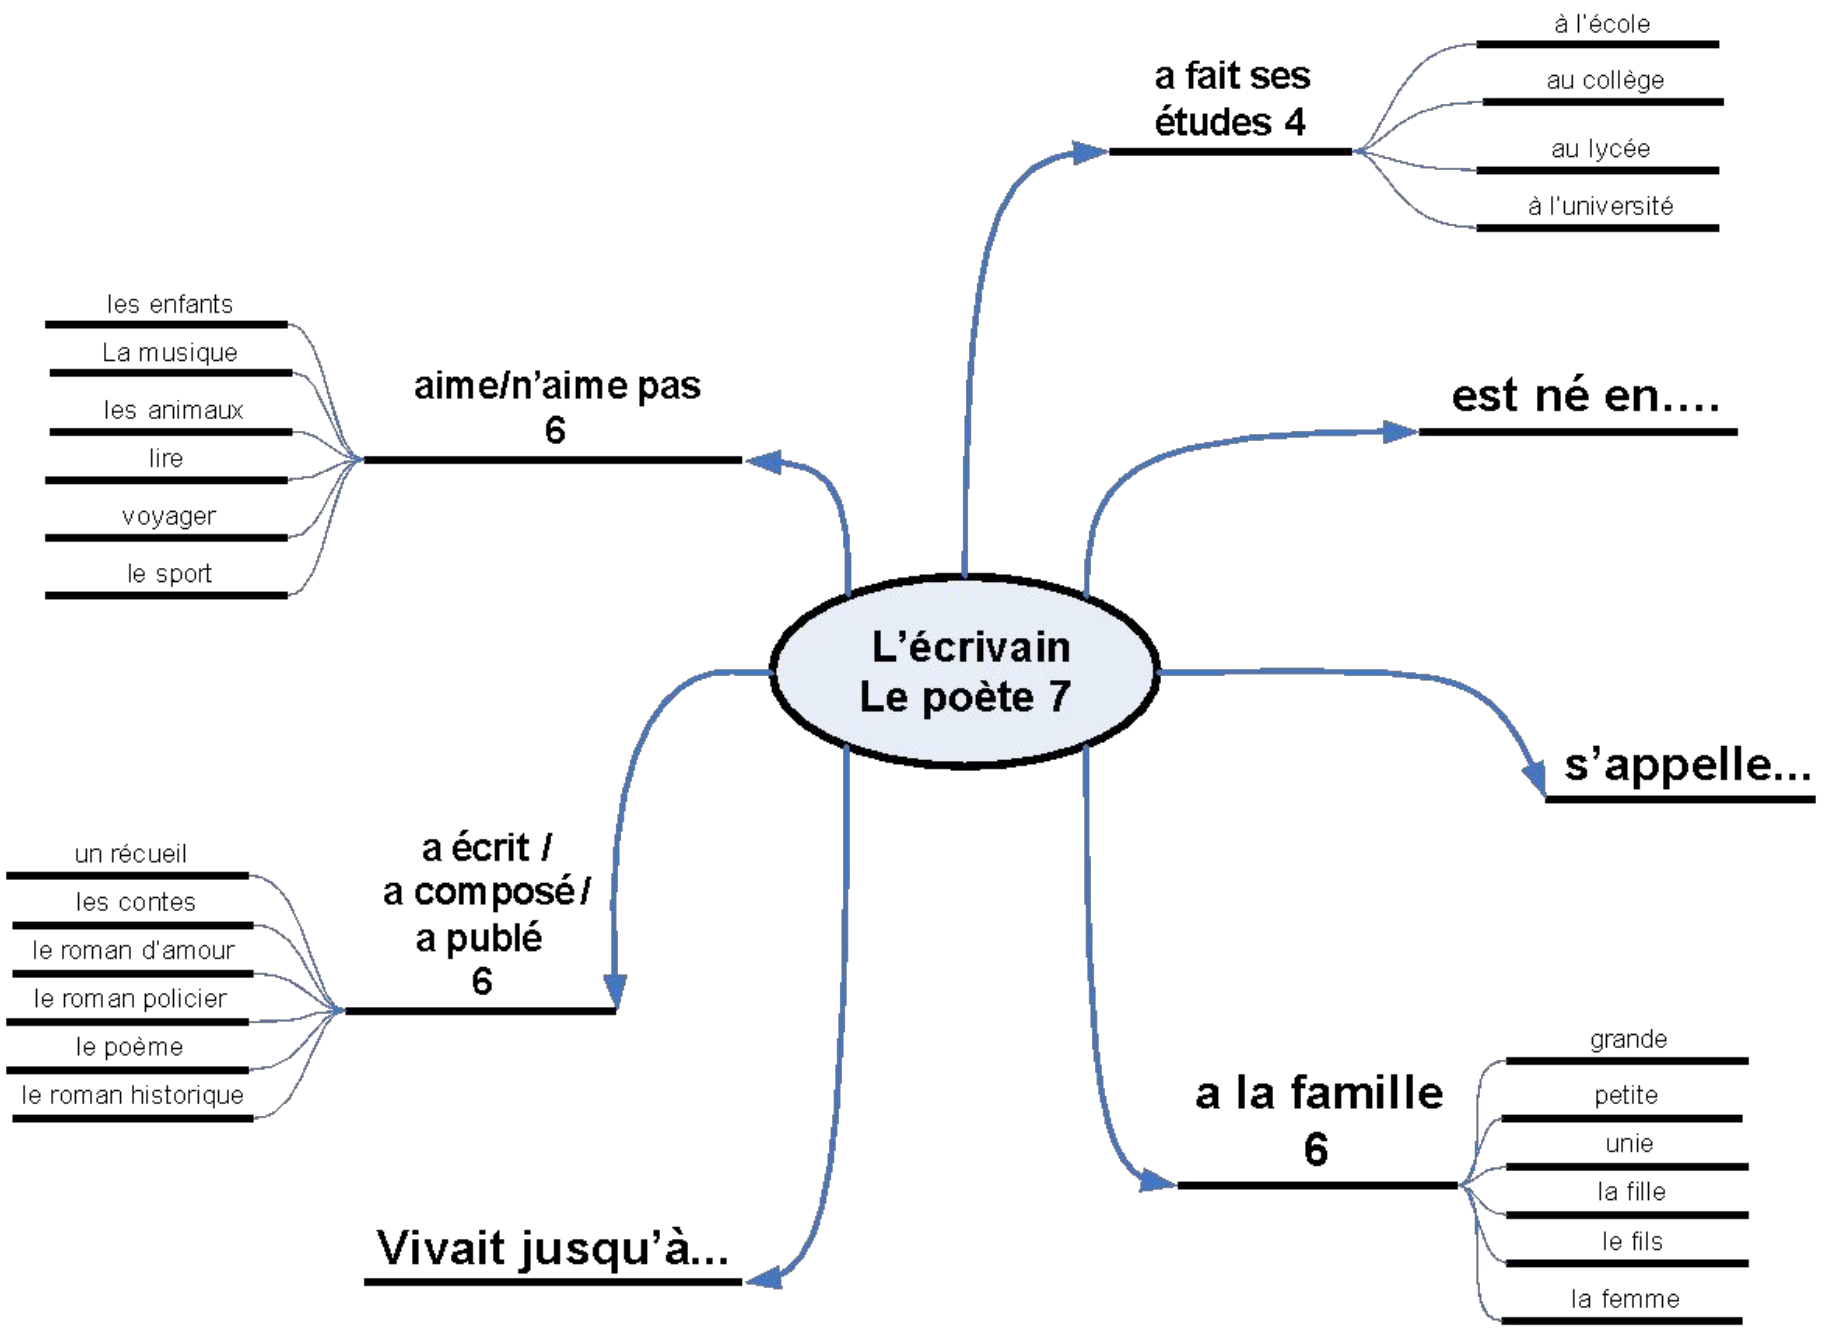 à l'école
a fait ses
études 4
au collège
au lycée
à l'université
les enfants
La musique
les animaux
lire
voyager
le sport
aime/n'aime pas
6
est né en....
L'écrivain
Le poète 7
s'appelle...
a écrit /
a composé/
a publé
6
un récueil
les contes
le roman d'amour
le roman policier
le poème
le roman historique
a la famille
6
grande
petite
unie
la fille
le fils
la femme
Vivait jusqu'à...